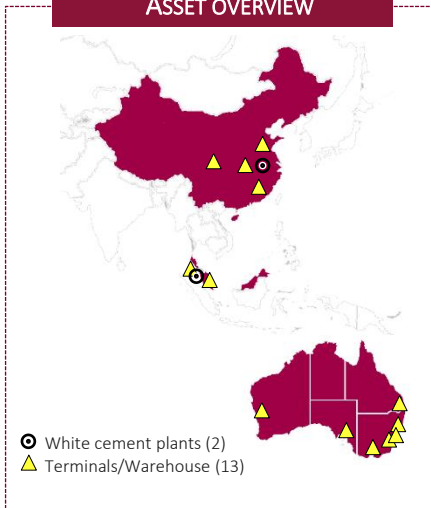 ASSET OVERVIEW
White cement plants (2)
Terminals/Warehouse (13)